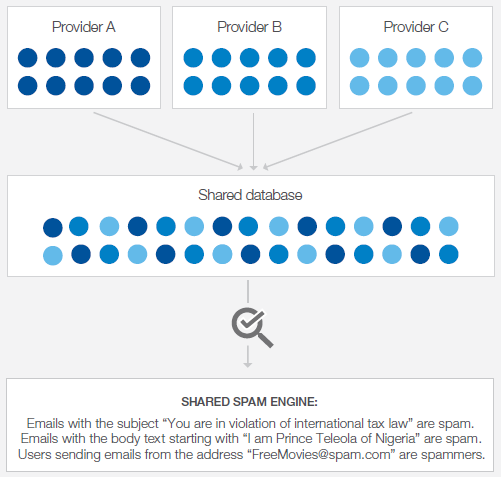 Provider A
Provider B
Provider C
Shared database
SHARED SPAM ENGINE:
Emails with the subject “You are in violation of international tax law” are spam.
Emails with the body text starting with “I am Prince Teleola of Nigeria” are spam.
Users sending emails from the address “FreeMovies@spam.com” are spammers.